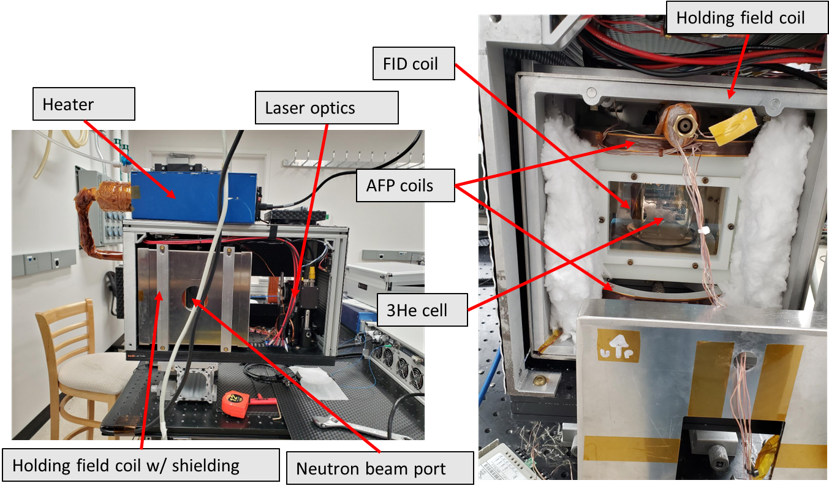 Holding field coil
FID coil
Heater
Laser optics
AFP coils
3He cell
Holding field coil w/ shielding
Neutron beam port